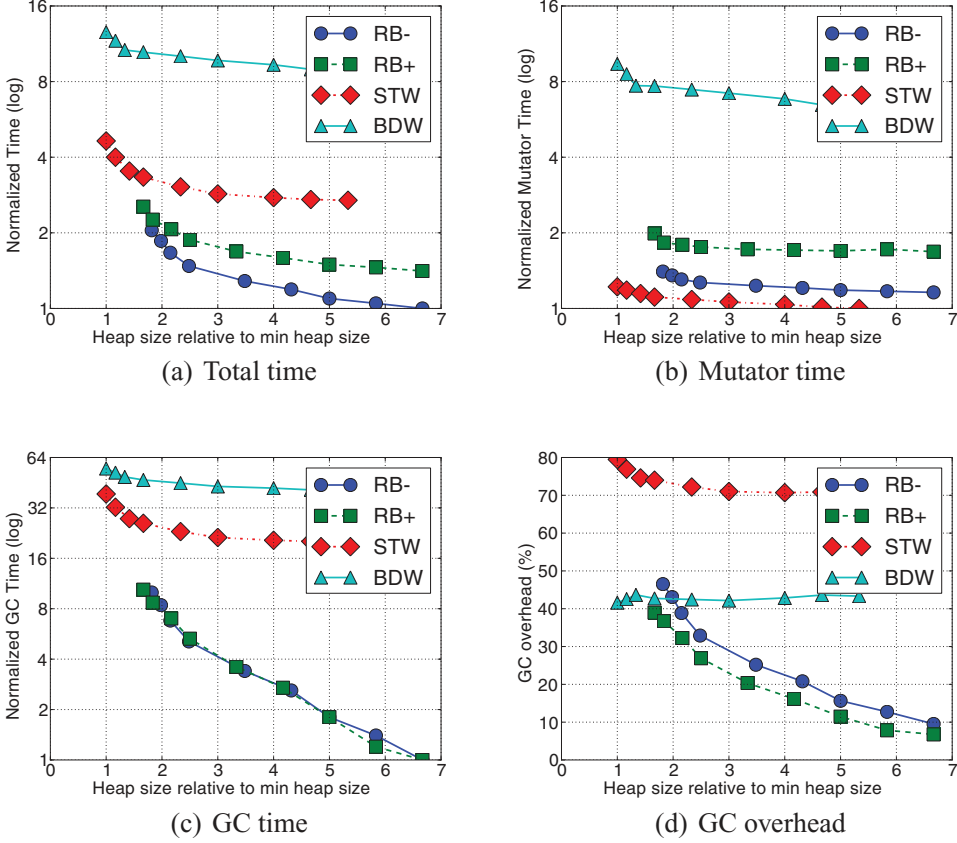 16
8
4
2
1
0 1 2 3 4 5 6 7
Normalized Time (log)
Heap size relative to min heap size
RB-
RB+
STW
BDW
(a) Total time
16
8
4
2
1
0 1 2 3 4 5 6 7
Normalized Mutator Time (log)
Heap size relative to min heap size
RB-
RB+
STW
BDW
(b) Mutator time
64
32
16
8
4
2
1
0 1 2 3 4 5 6 7
Normalized GC Time (log)
Heap size relative to min heap size
RB-
RB+
STW
BDW
(c) GC time
80
70
60
50
40
30
20
10
0
0 1 2 3 4 5 6 7
GC overhead (%)
Heap size relative to min heap size
RB-
RB+
STW
BDW
(d) GC overhead